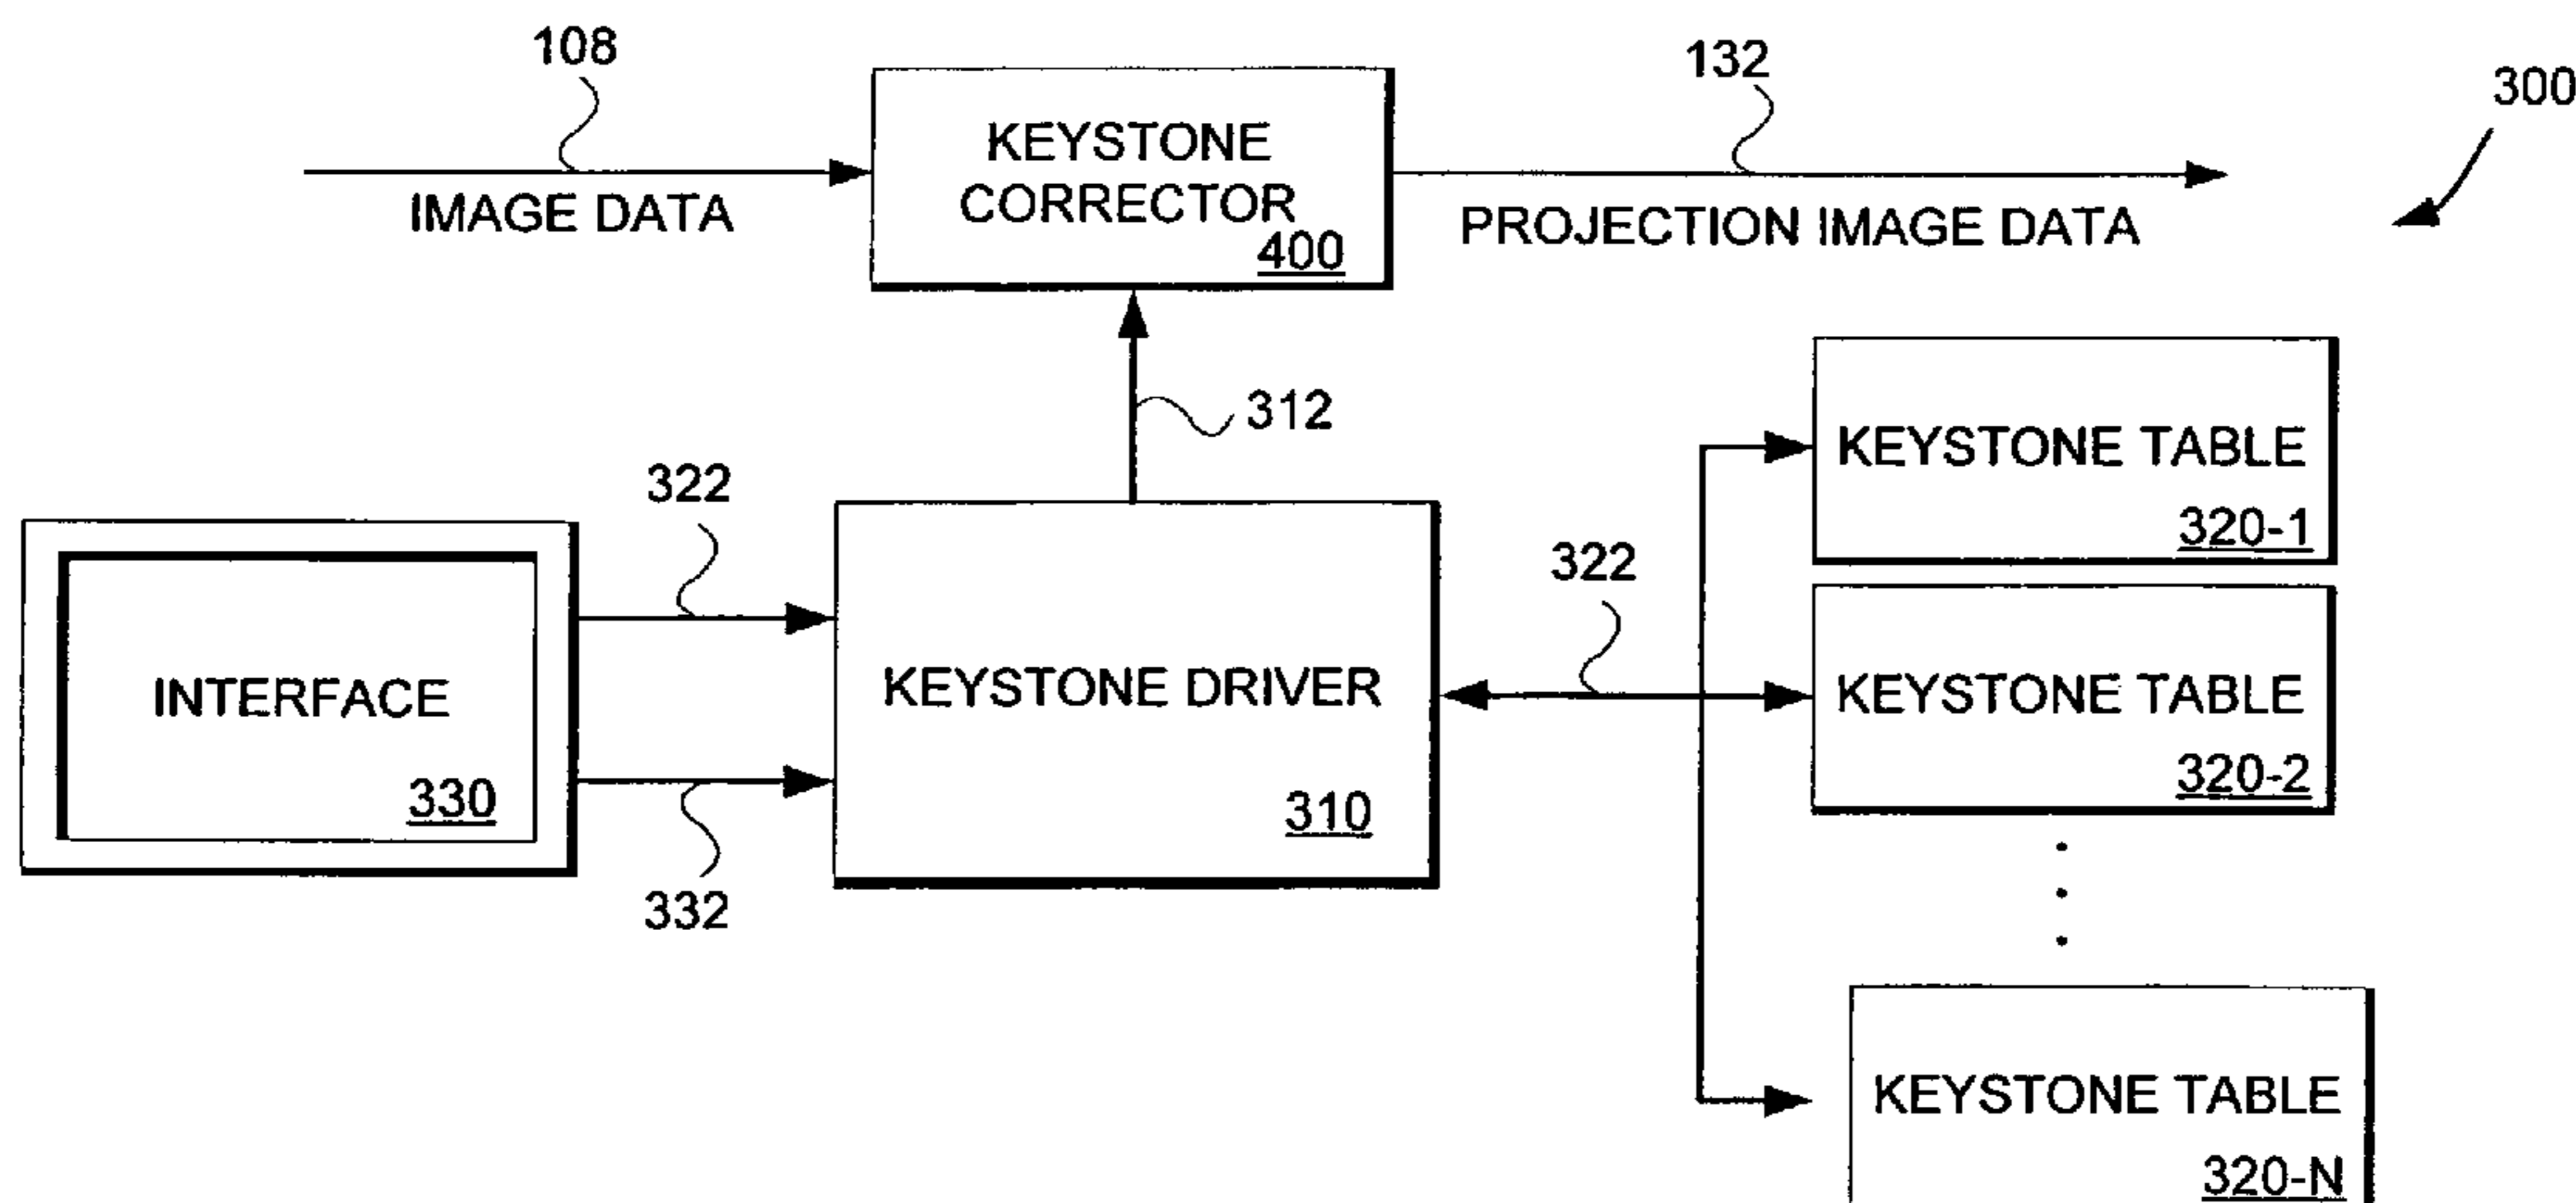 108
132
300
KEYSTONE
CORRECTOR
400
IMAGE DATA
PROJECTION IMAGE DATA
312
KEYSTONE TABLE
320-1
322
322
INTERFACE
330
KEYSTONE DRIVER
310
KEYSTONE TABLE
320-2
332
KEYSTONE TABLE
320-N